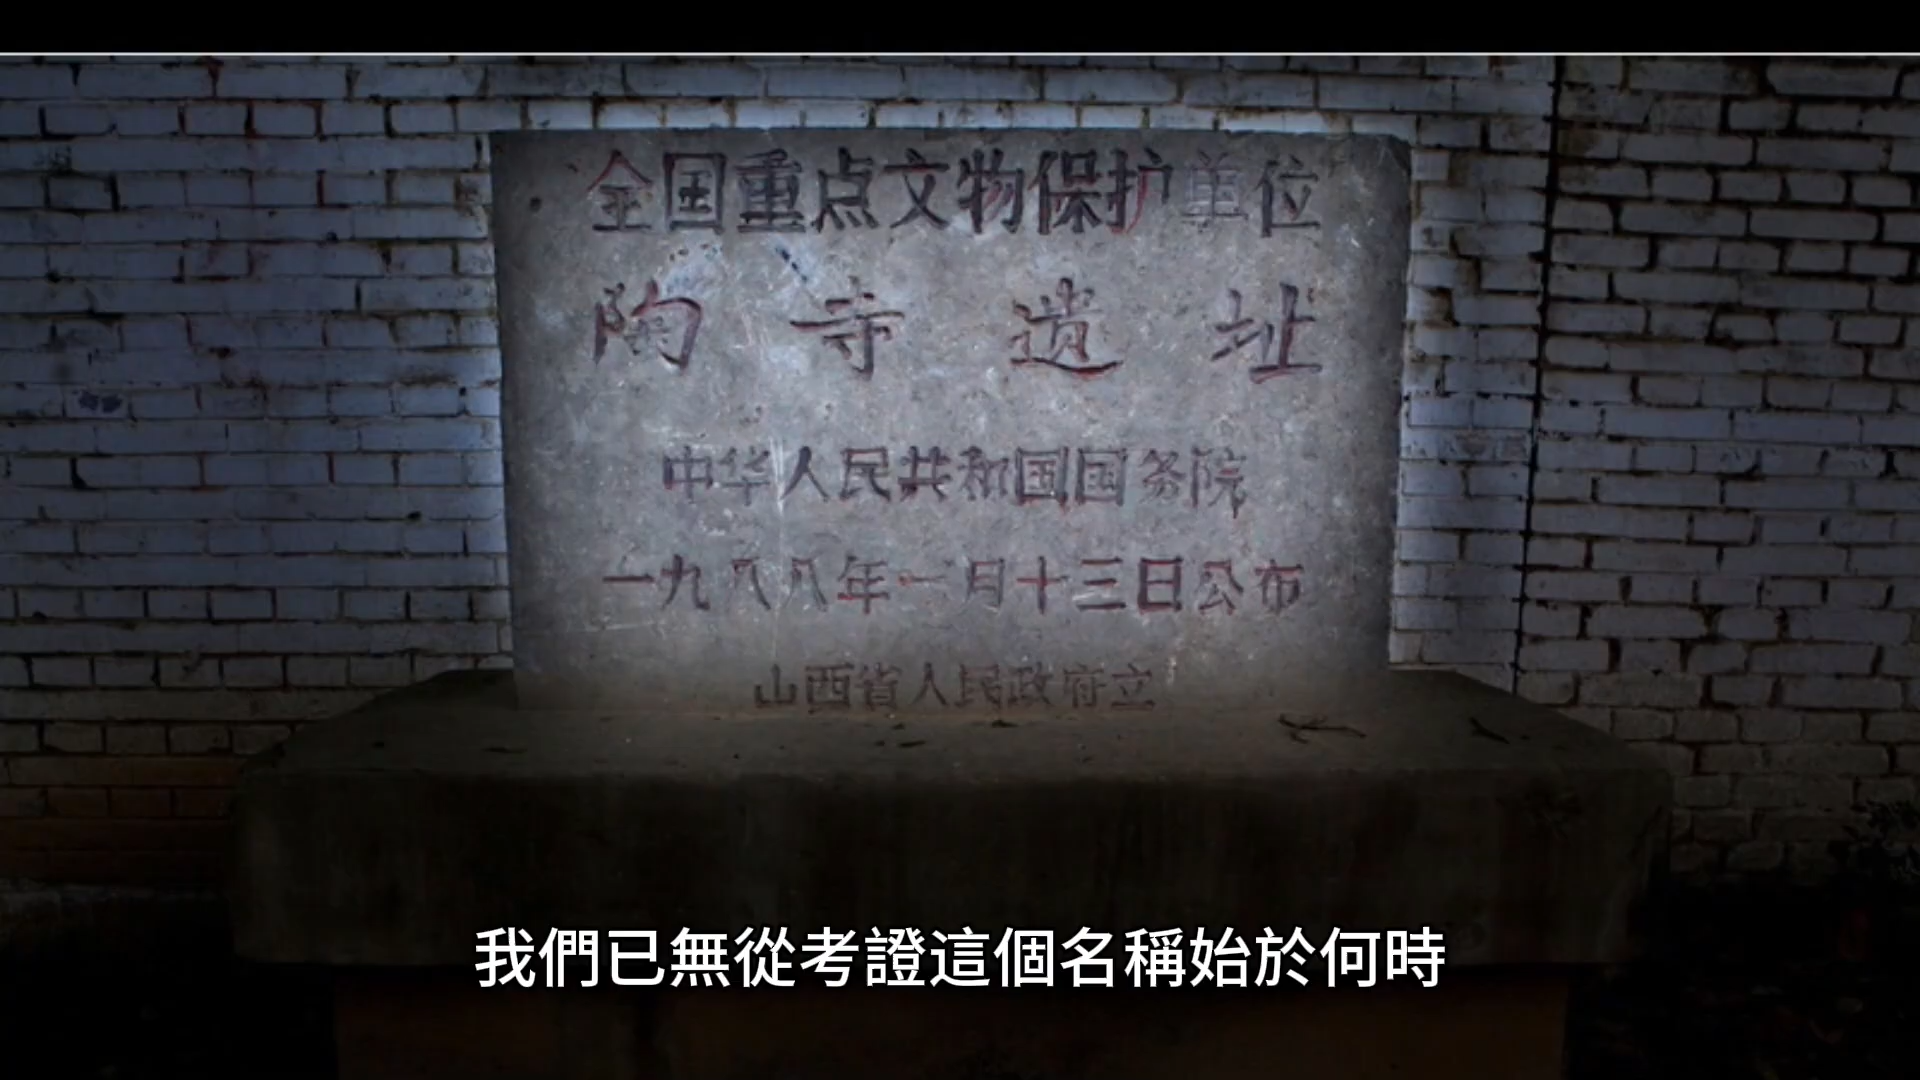 全国重点文物保护单位
陶寺遗址
中华人民共和国国务院
一九八八年一月十三日公布
山西省人民政府立
我們已無從考證這個名稱始於何時